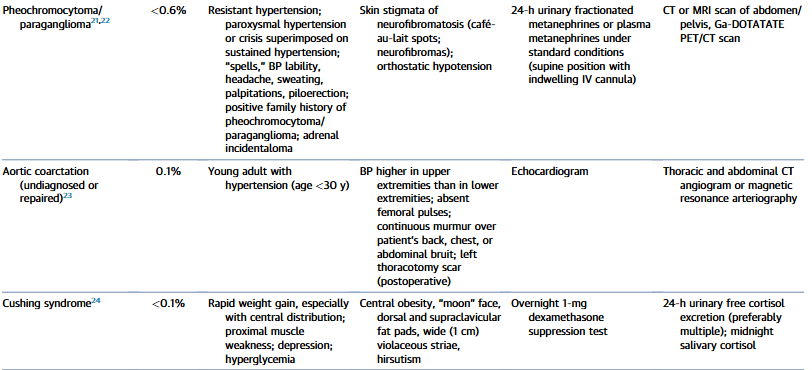 Pheochromocytoma/
paraganglioma21,22
<0.6%
Resistant hypertension;
paroxysmal hypertension
or crisis superimposed on
sustained hypertension;
“spells,” BP lability,
headache, sweating,
palpitations, piloerection;
positive family history of
pheochromocytoma/
paraganglioma; adrenal
incidentaloma
Skin stigmata of
neurofibromatosis (café-
au-lait spots;
neurofibromas);
orthostatic hypotension
24-h urinary fractionated
metanephrines or plasma
metanephrines under
standard conditions
(supine position with
indwelling IV cannula)
CT or MRI scan of abdomen/
pelvis, Ga-DOTATATE
PET/CT scan
Aortic coarctation
(undiagnosed or
repaired)23
0.1%
Young adult with
hypertension (age <30 y)
BP higher in upper
extremities than in lower
extremities; absent
femoral pulses;
continuous murmur over
patient’s back, chest, or
abdominal bruit; left
thoracotomy scar
(postoperative)
Echocardiogram
Thoracic and abdominal CT
angiogram or magnetic
resonance arteriography
Cushing syndrome24
<0.1%
Rapid weight gain, especially
with central distribution;
proximal muscle
weakness; depression;
hyperglycemia
Central obesity, “moon” face,
dorsal and supraclavicular
fat pads, wide (1 cm)
violaceous striae,
hirsutism
Overnight 1-mg
dexamethasone
suppression test
24-h urinary free cortisol
excretion (preferably
multiple); midnight
salivary cortisol